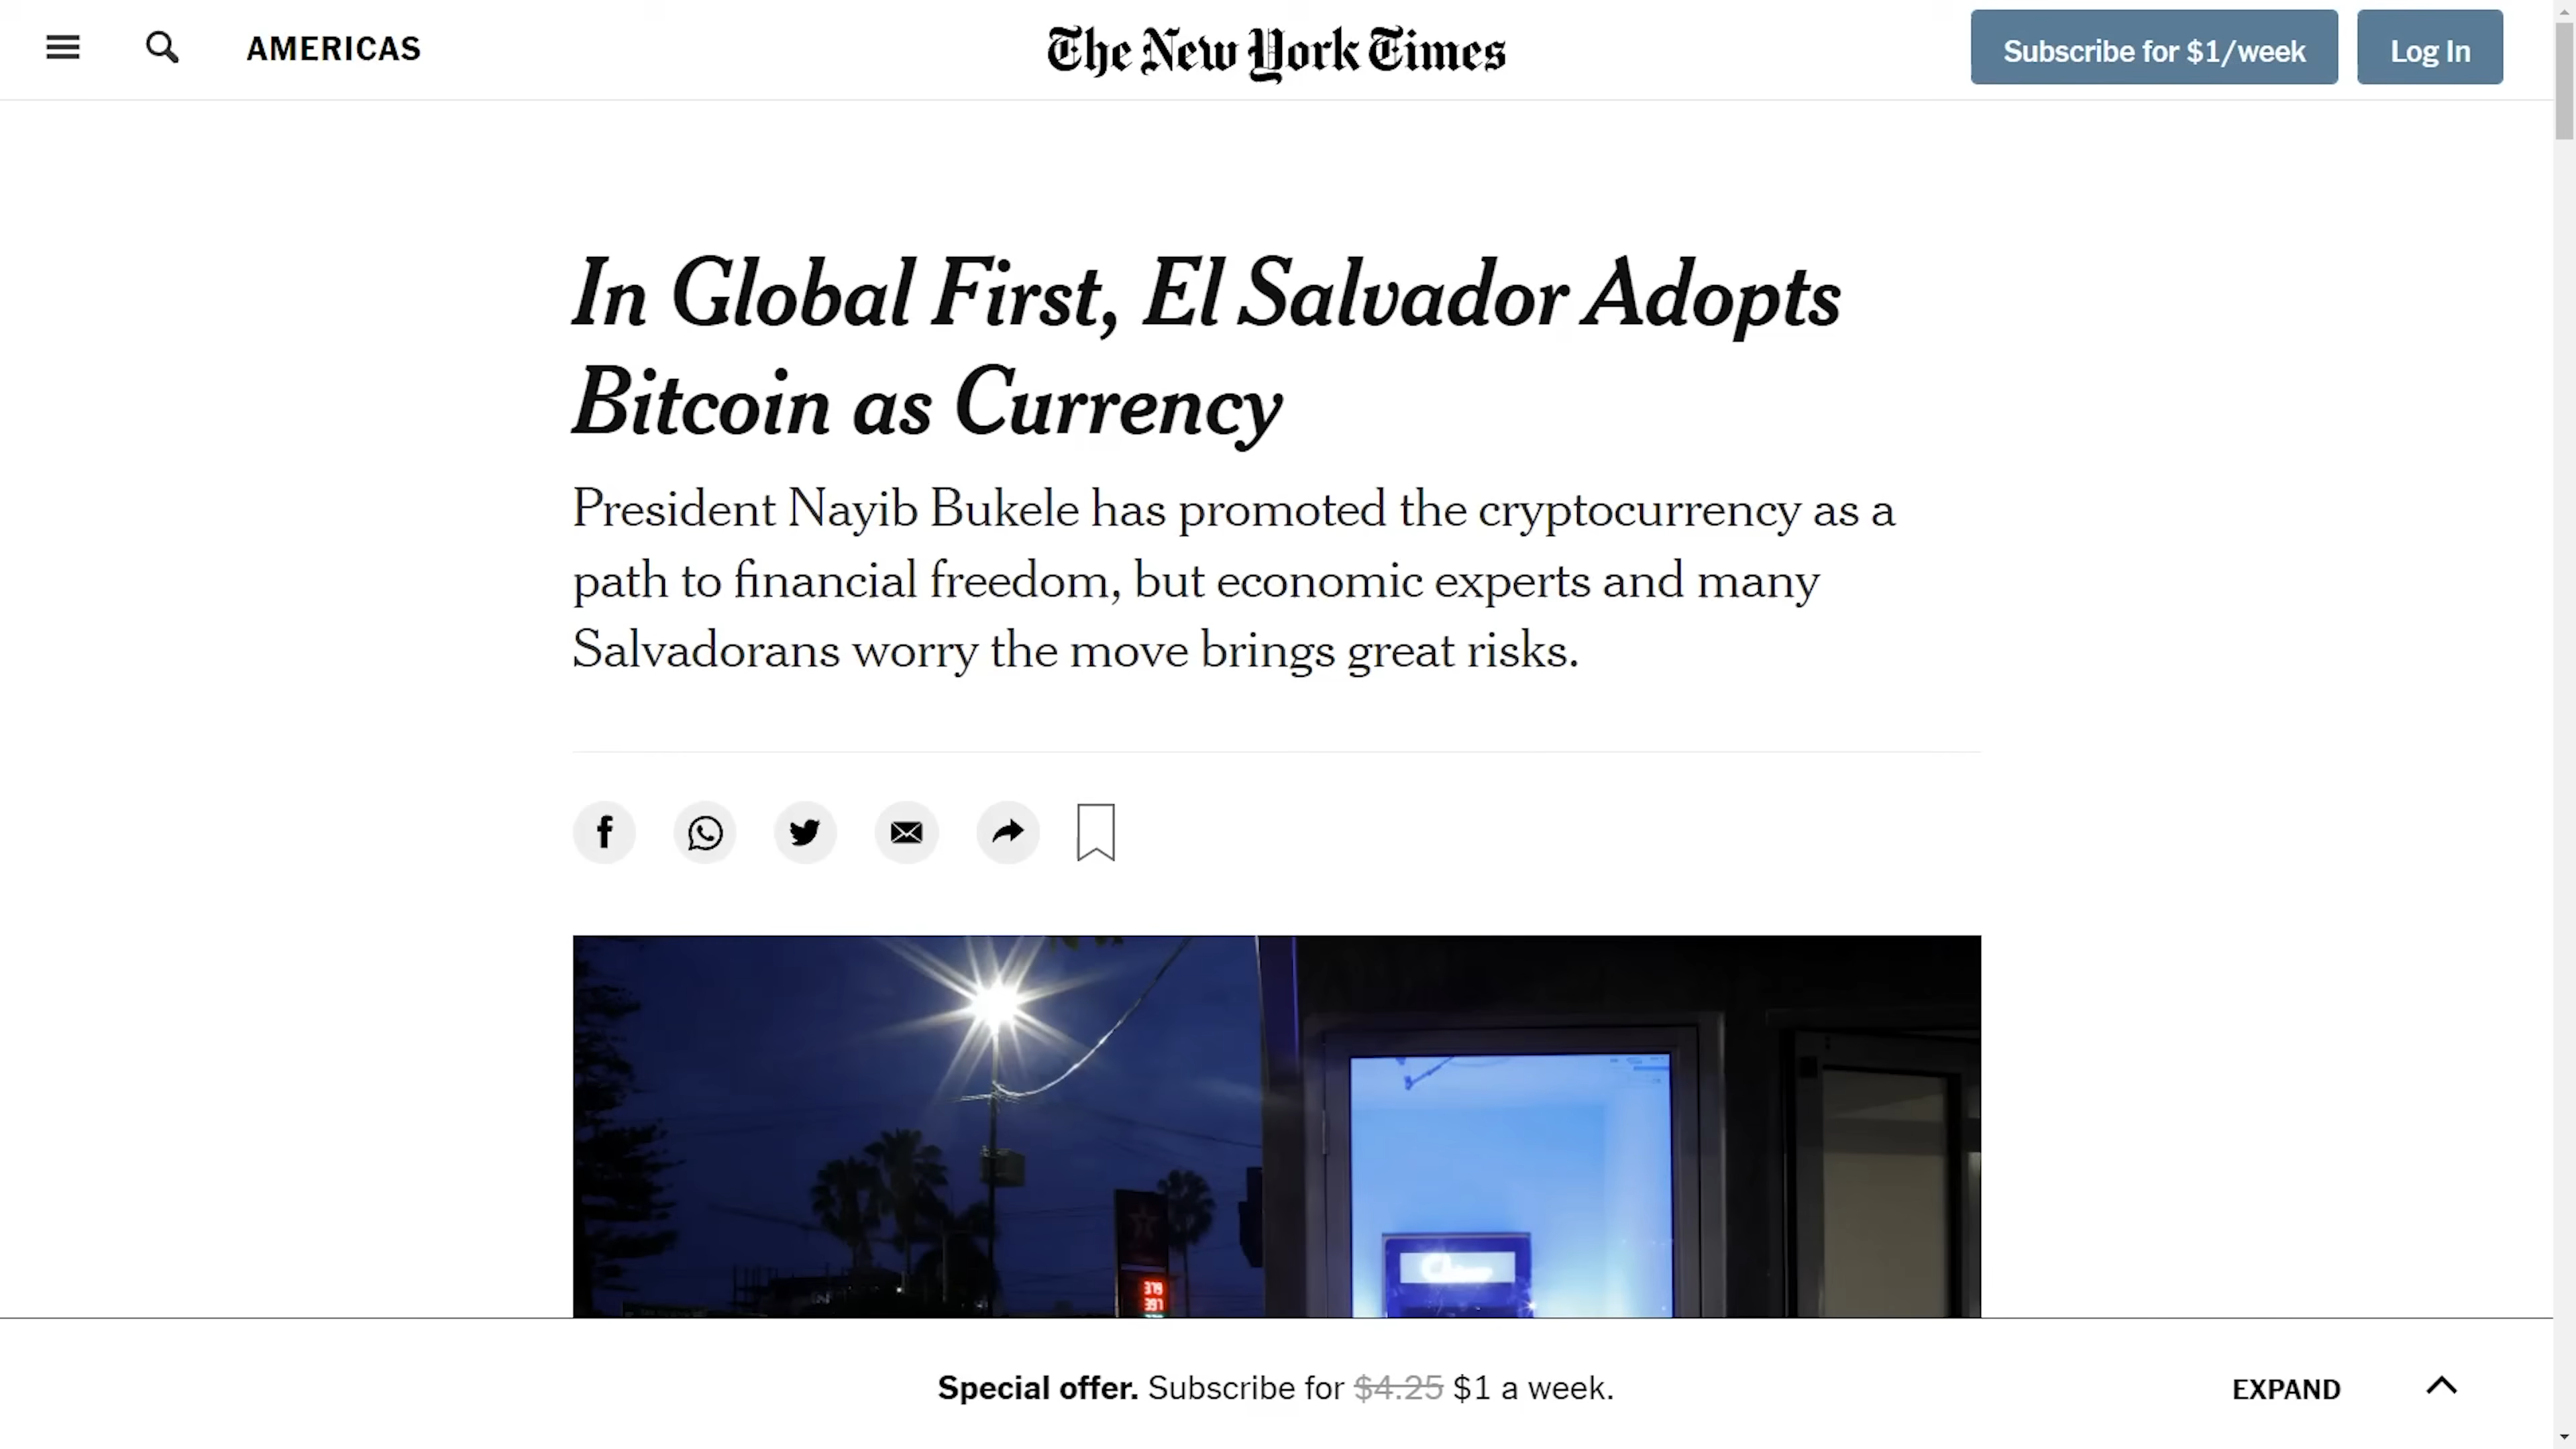 AMERICAS
The New York Times
Subscribe for $1/week
Log In
In Global First, El Salvador Adopts
Bitcoin as Currency
President Nayib Bukele has promoted the cryptocurrency as a
path to financial freedom, but economic experts and many
Salvadorans worry the move brings great risks.
Special offer. Subscribe for $4.25 $1 a week.
EXPAND